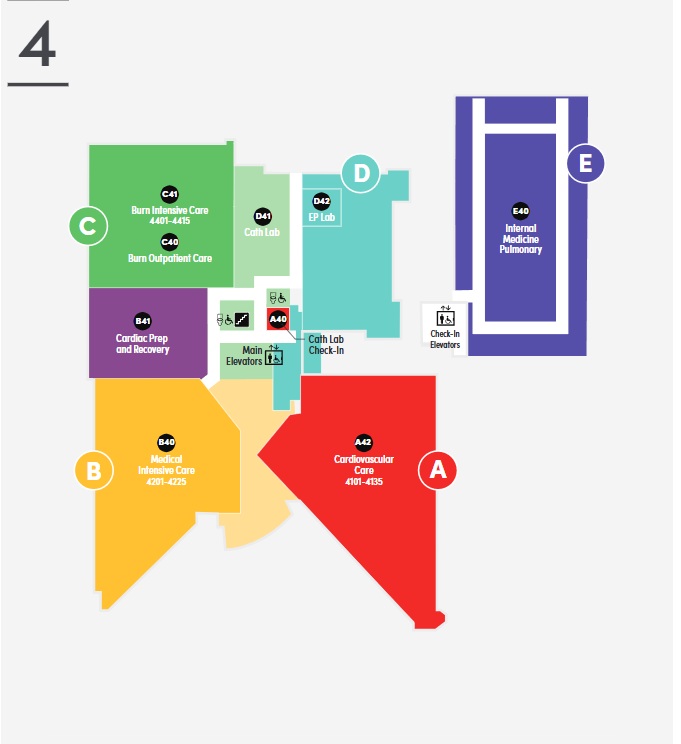 4
D
E
C41
Burn Intensive Care
4401-4415
C
C40
Burn Outpatient Care
D41
Cath Lab
D42
EP Lab
E40
Internal
Medicine
Pulmonary
B41
Cardiac Prep
and Recovery
A40
Cath Lab
Check-In
Main
Elevators
Check-In
Elevators
B40
Medical
Intensive Care
4201-4225
B
A42
Cardiovascular
Care
4101-4135
A